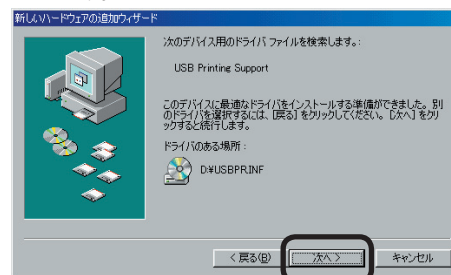 新しいハードウェアの追加ウィザード
次のデバイス用のドライバ ファイルを検索します。:
USB Printing Support
このデバイスに最適なドライバをインストールする準備ができました。別
のドライバを選択するには、[戻る] をクリックしてください。[次へ] をクリ
ックすると続行します。
ドライバのある場所:
D:¥USBPR.INF
< 戻る(B)
次へ >
キャンセル